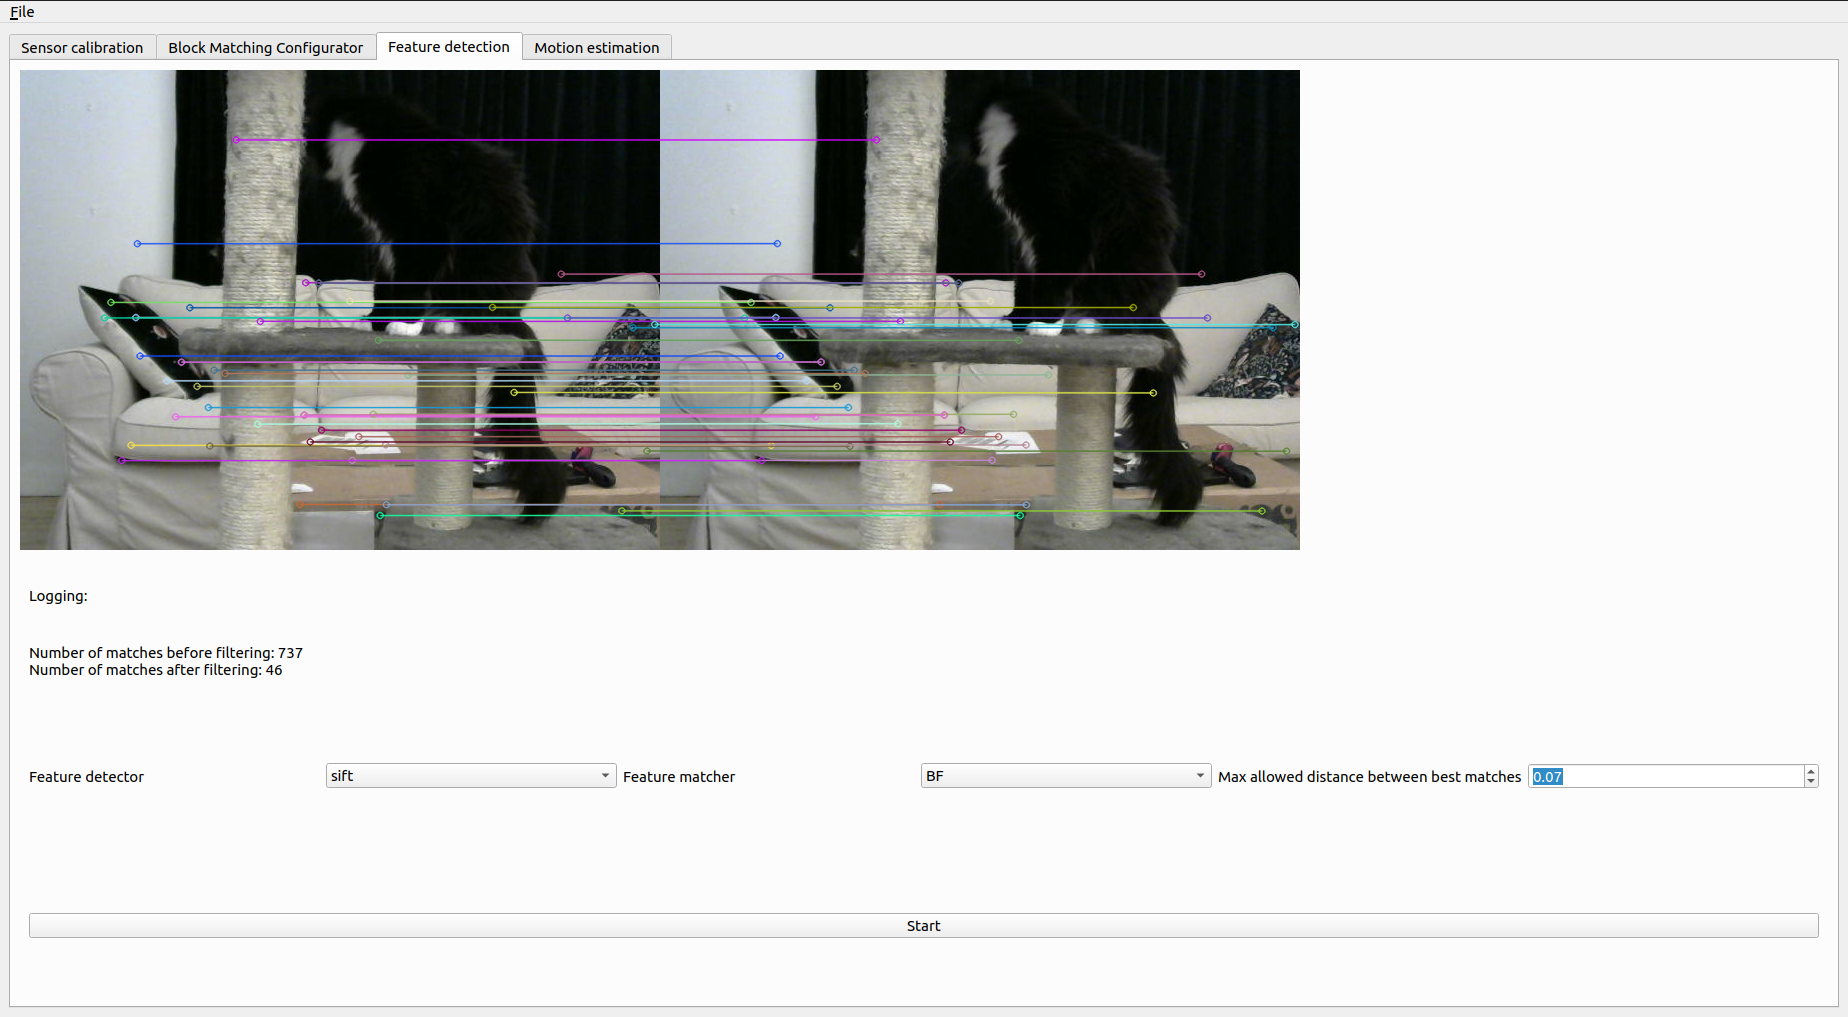 File
Sensor calibration
Block Matching Configurator
Feature detection
Motion estimation
Logging:
Number of matches before filtering: 737
Number of matches after filtering: 46
Feature detector
sift
Feature matcher
BF
Max allowed distance between best matches
0.07
Start